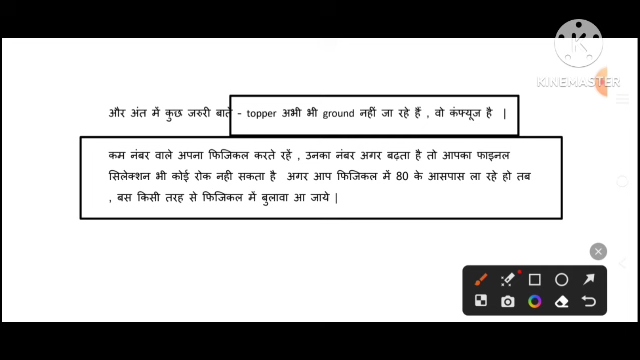 KINEMASTER
और अंत में कुछ जरुरी बातें - topper अभी भी ground नहीं जा रहे हैं , वो कंफ्यूज है |
कम नंबर वाले अपना फिजिकल करते रहें , उनका नंबर अगर बढ़ता है तो आपका फाइनल
सिलेक्शन भी कोई रोक नही सकता है अगर आप फिजिकल में 80 के आसपास ला रहे हो तब
, बस किसी तरह से फिजिकल में बुलावा आ जाये |